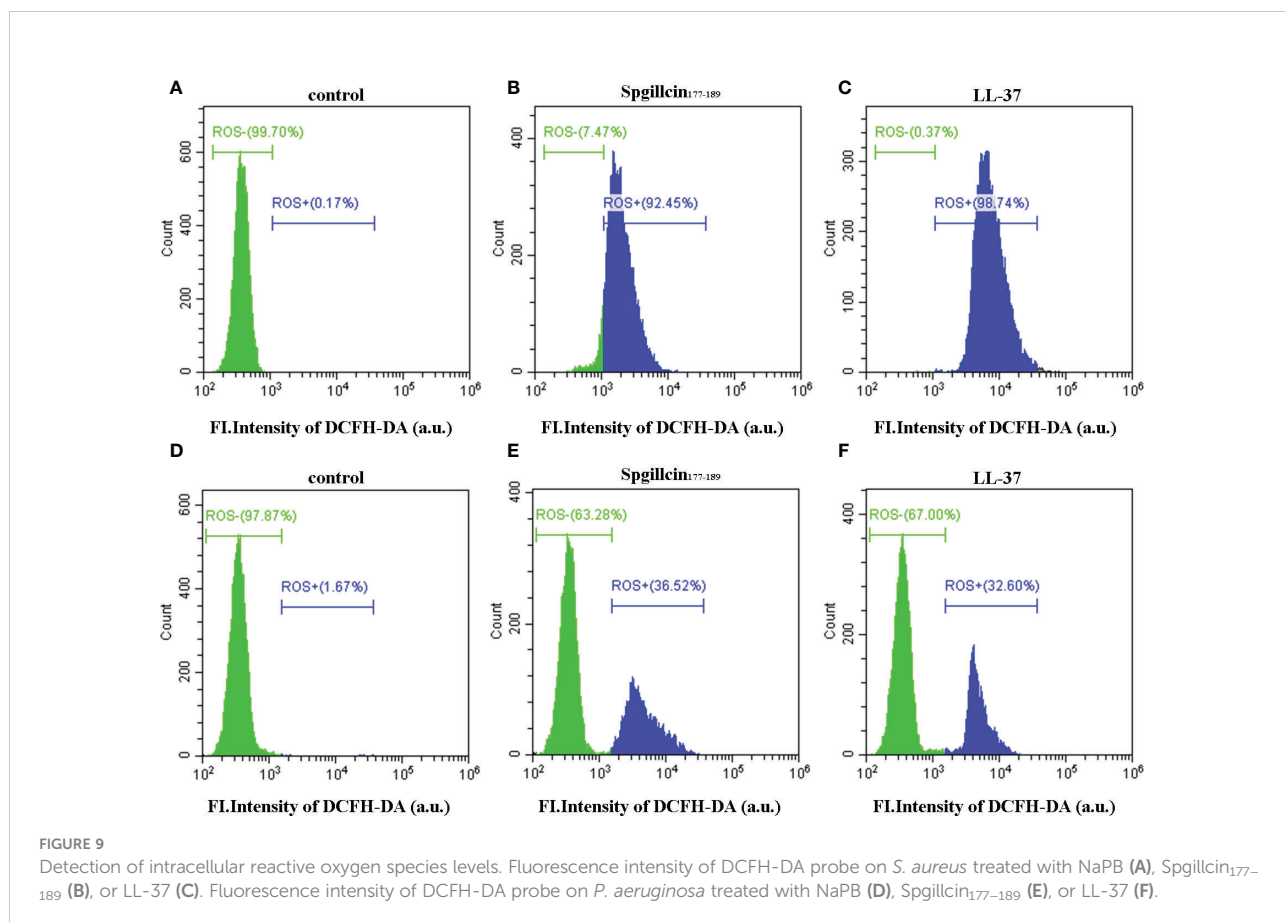 A
control
ROS-(99.70%)
ROS+(0.17%)
Count
600
400
200
0
10² 10³ 10⁴ 10⁵ 10⁶
FI.Intensity of DCFH-DA (a.u.)
B
Spgillcin₁₇₇₋₁₈₉
ROS-(7.47%)
ROS+(92.45%)
Count
400
200
0
10² 10³ 10⁴ 10⁵ 10⁶
FI.Intensity of DCFH-DA (a.u.)
C
LL-37
ROS-(0.37%)
ROS+(98.74%)
Count
300
200
100
0
10² 10³ 10⁴ 10⁵ 10⁶
FI.Intensity of DCFH-DA (a.u.)
D
control
ROS-(97.87%)
ROS+(1.67%)
Count
600
400
200
0
10² 10³ 10⁴ 10⁵ 10⁶
FI.Intensity of DCFH-DA (a.u.)
E
Spgillcin₁₇₇₋₁₈₉
ROS-(63.28%)
ROS+(36.52%)
Count
400
200
0
10² 10³ 10⁴ 10⁵ 10⁶
FI.Intensity of DCFH-DA (a.u.)
F
LL-37
ROS-(67.00%)
ROS+(32.60%)
Count
400
200
0
10² 10³ 10⁴ 10⁵ 10⁶
FI.Intensity of DCFH-DA (a.u.)
FIGURE 9
Detection of intracellular reactive oxygen species levels. Fluorescence intensity of DCFH-DA probe on S. aureus treated with NaPB (A), Spgillcin₁₇₇₋
₁₈₉ (B), or LL-37 (C). Fluorescence intensity of DCFH-DA probe on P. aeruginosa treated with NaPB (D), Spgillcin₁₇₇₋₁₈₉ (E), or LL-37 (F).